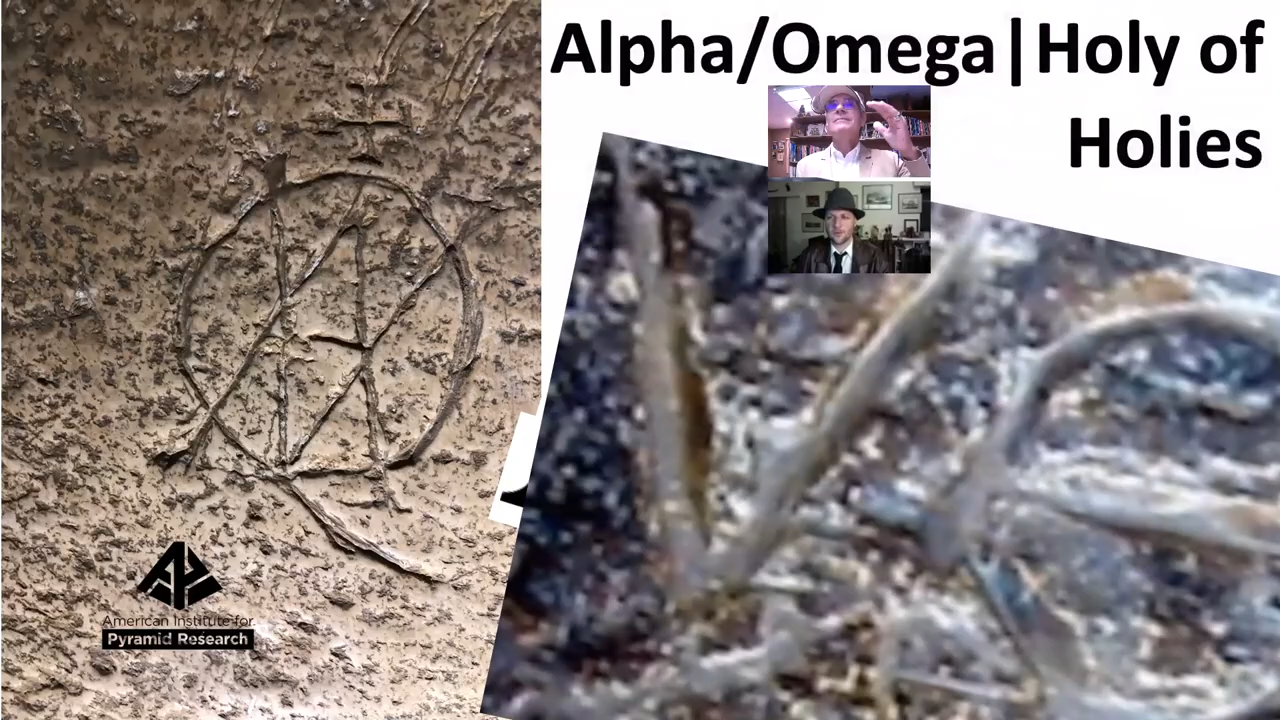 Alpha/Omega|Holy of
Holies
American Institute for
Pyramid Research